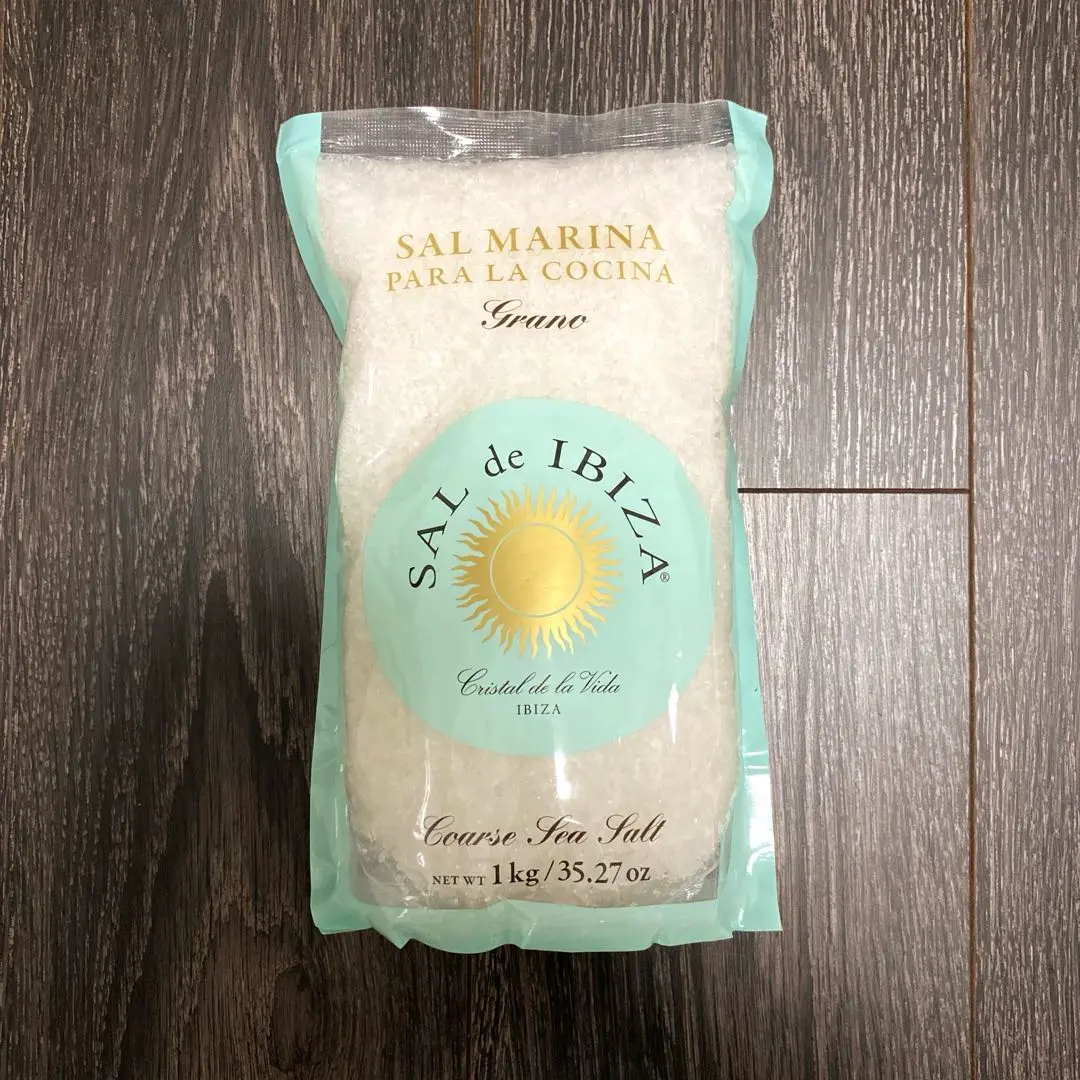 SAL MARINA
PARA LA COCINA
Grano
SAL de IBIZA®
Cristal de la Vida
IBIZA
Coarse Sea Salt
NET WT 1 kg / 35.27 oz